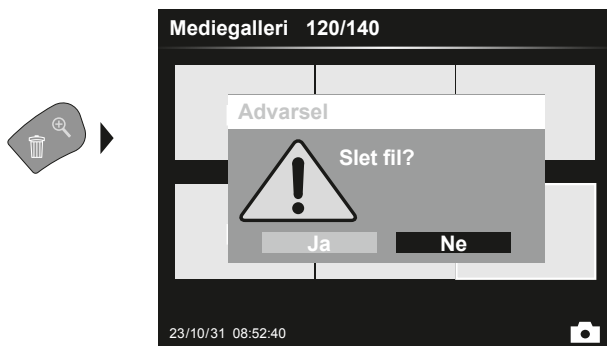 Mediegalleri 120/140
Advarsel
Slet fil?
Ja Ne
23/10/31 08:52:40